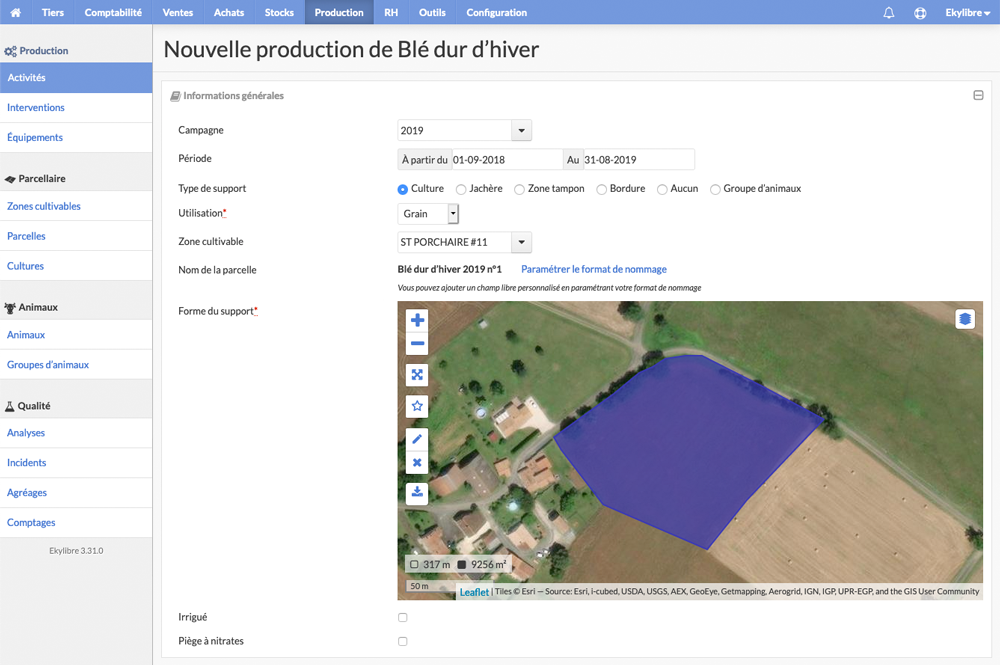 Tiers Comptabilité Ventes Achats Stocks Production RH Outils Configuration Ekylibre
Production
Activités
Interventions
Équipements
Parcellaire
Zones cultivables
Parcelles
Cultures
Animaux
Animaux
Groupes d'animaux
Qualité
Analyses
Incidents
Agréages
Comptages
Ekylibre 3.31.0
Nouvelle production de Blé dur d’hiver
Informations générales
Campagne 2019
Période À partir du 01-09-2018 Au 31-08-2019
Type de support Culture Jachère Zone tampon Bordure Aucun Groupe d'animaux
Utilisation* Grain
Zone cultivable ST PORCHAIRE #11
Nom de la parcelle Blé dur d’hiver 2019 n°1 Paramétrer le format de nommage
Vous pouvez ajouter un champ libre personalisé en paramétrant votre format de nommage
Forme du support*
317 m 9256 m²
50 m
Leaflet | Tiles © Esri — Source: Esri, i-cubed, USDA, USGS, AEX, GeoEye, Getmapping, Aerogrid, IGN, IGP, UPR-EGP, and the GIS User Community
Irrigué
Piège à nitrates